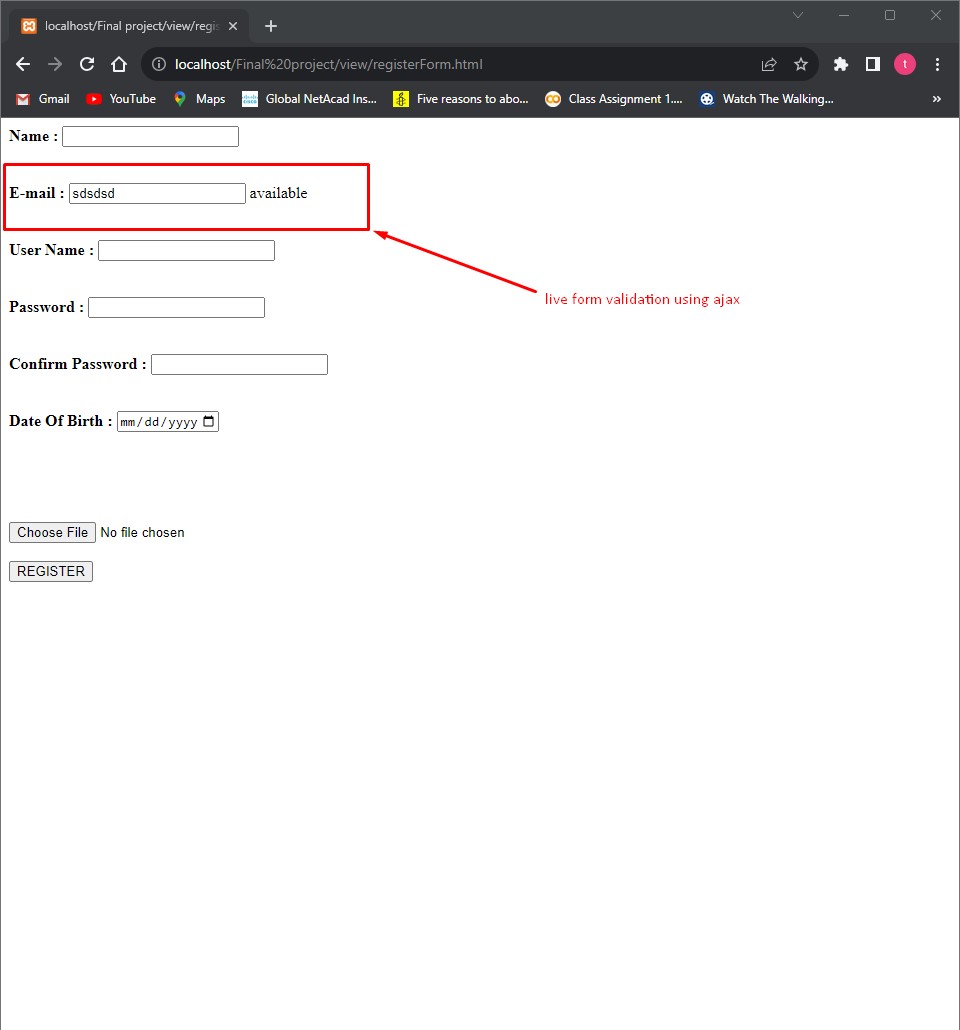 localhost/Final project/view/regis
localhost/Final%20project/view/registerForm.html
t
Gmail YouTube Maps Global NetAcad Ins... Five reasons to abo... Class Assignment 1.... Watch The Walking... »
Name :
E-mail : sdsdsd available
User Name :
live form validation using ajax
Password :
Confirm Password :
Date Of Birth : mm/dd/yyyy
Choose File No file chosen
REGISTER